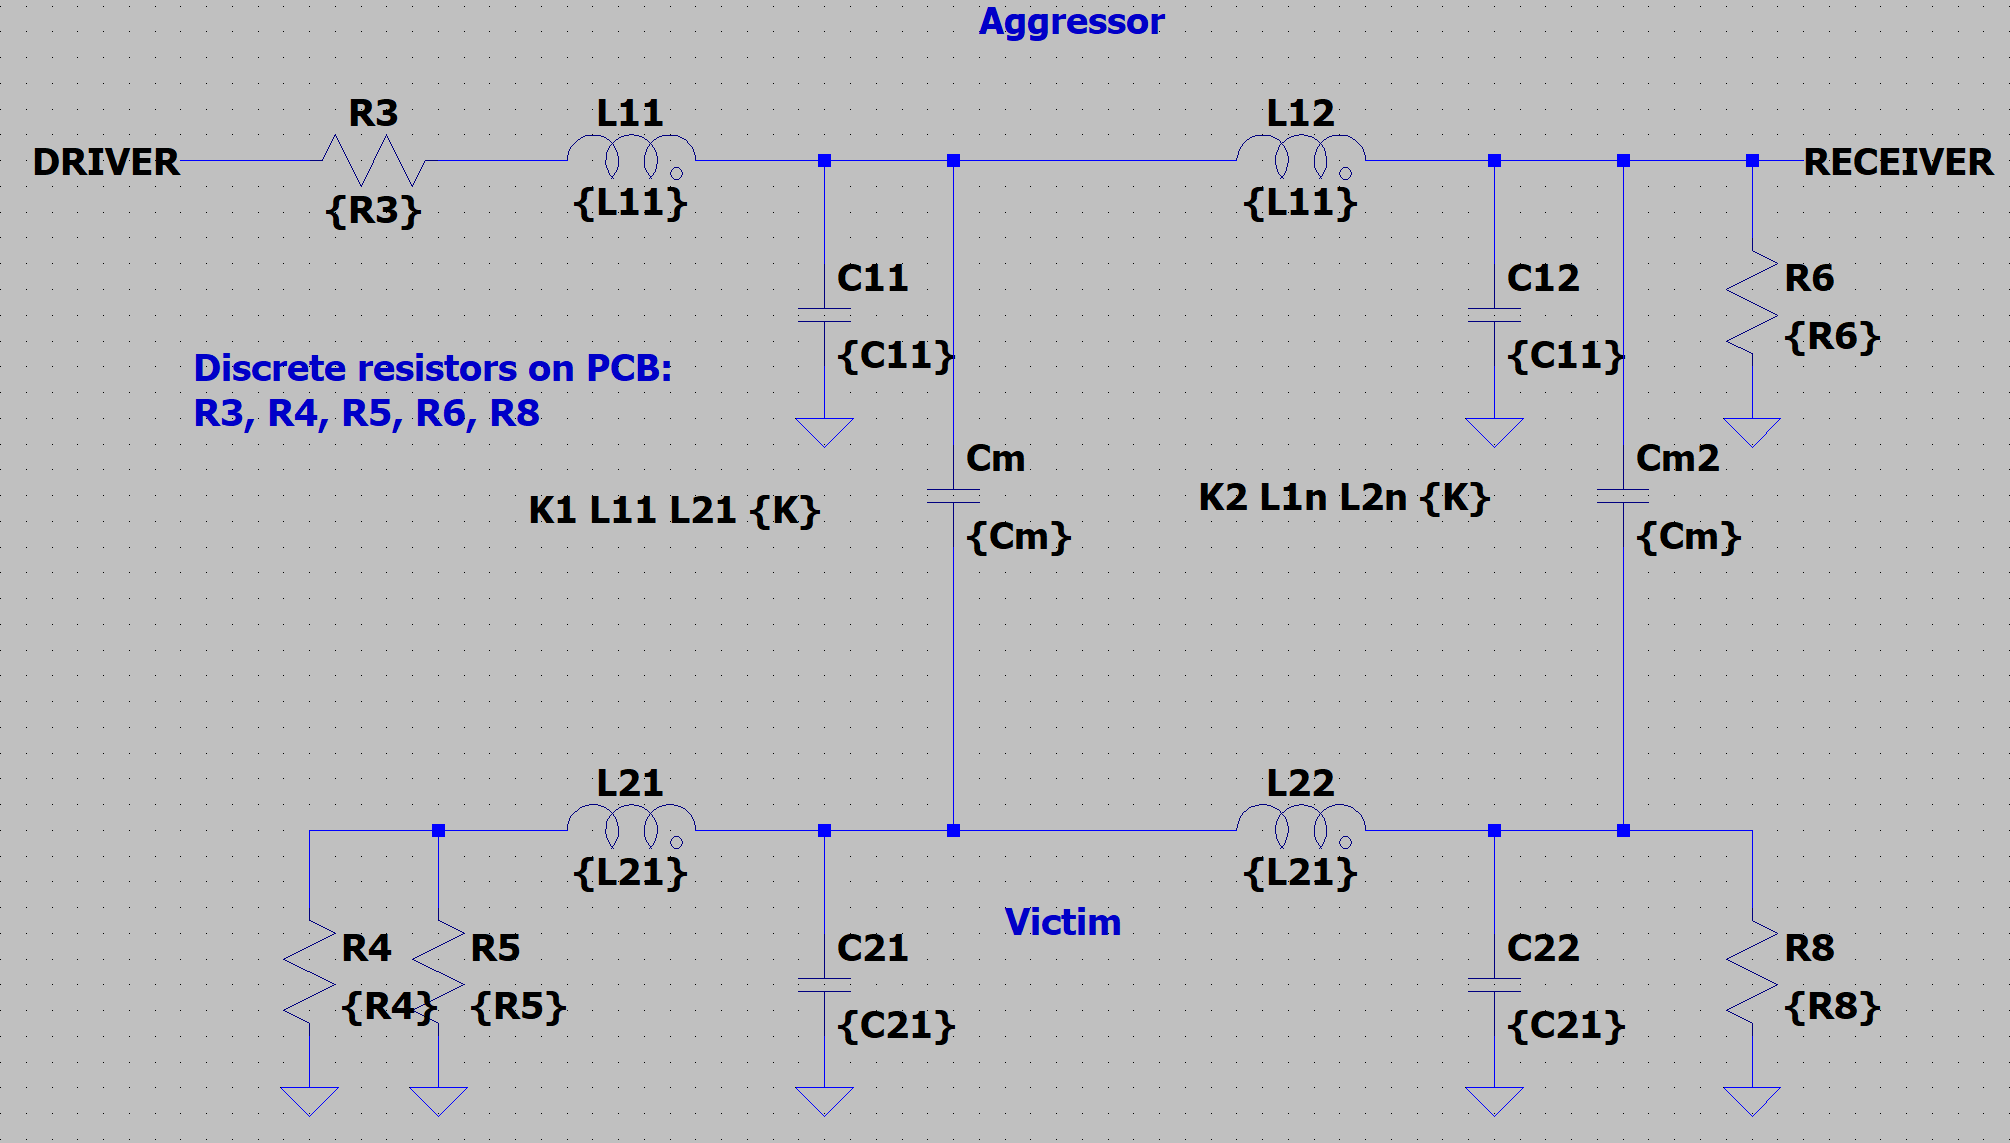 Aggressor
R3
L11
L12
DRIVER
RECEIVER
{R3}
{L11}
{L11}
C11
C12
R6
{C11}
{C11}
{R6}
Discrete resistors on PCB:
R3, R4, R5, R6, R8
Cm
Cm2
K1 L11 L21 {K}
K2 L1n L2n {K}
{Cm}
{Cm}
L21
L22
{L21}
{L21}
Victim
R4
R5
C21
C22
R8
{R4}
{R5}
{C21}
{C21}
{R8}